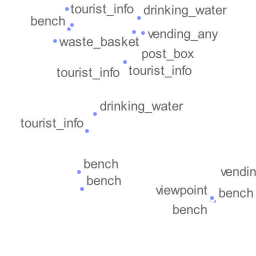 tourist_info
drinking_water
bench
waste_basket
vending_any
post_box
tourist_info
tourist_info
drinking_water
tourist_info
bench
bench
vendin
viewpoint
bench
bench